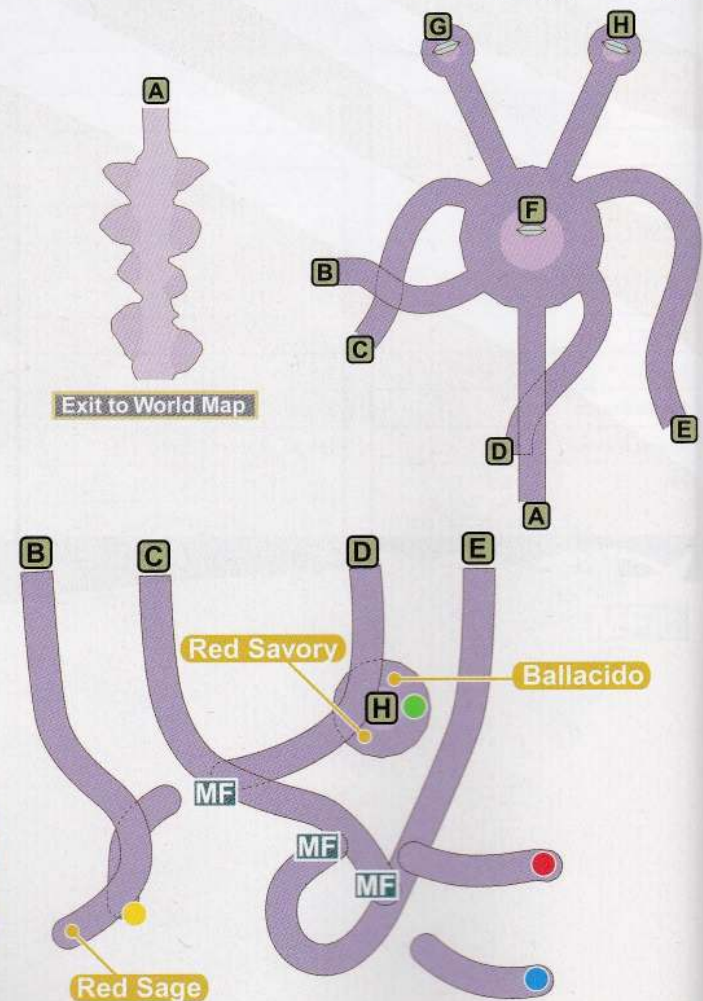 G
H
A
F
B
C
Exit to World Map
E
D
A
B
C
D
E
Red Savory
Ballacido
H
MF
MF
MF
Red Sage